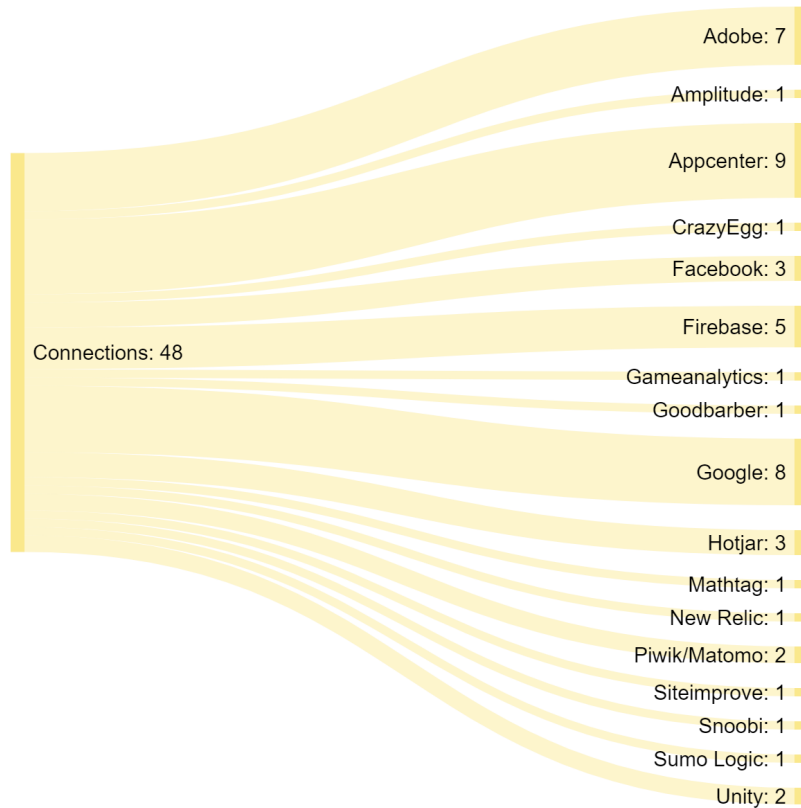 Adobe: 7
Amplitude: 1
Appcenter: 9
CrazyEgg: 1
Facebook: 3
Firebase: 5
Connections: 48
Gameanalytics: 1
Goodbarber: 1
Google: 8
Hotjar: 3
Mathtag: 1
New Relic: 1
Piwik/Matomo: 2
Siteimprove: 1
Snoobi: 1
Sumo Logic: 1
Unity: 2